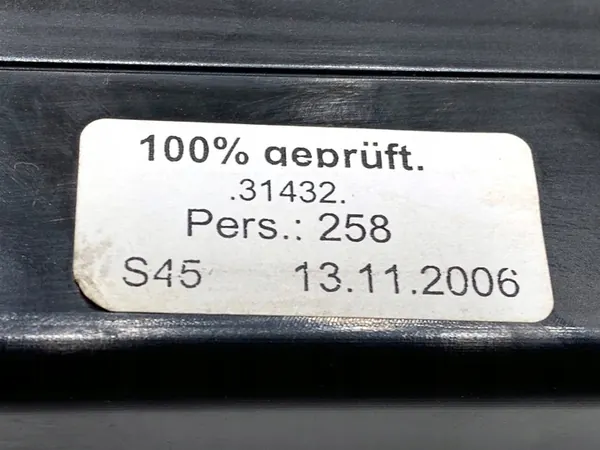 100% geprüft.
.31432.
Pers.: 258
S45 13.11.2006